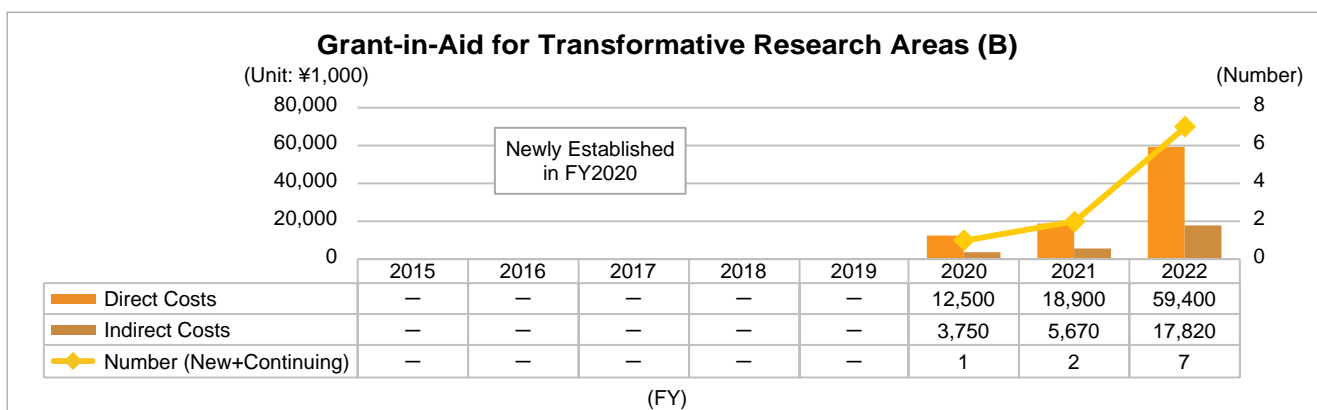 Grant-in-Aid for Transformative Research Areas (B)
(Unit: ¥1,000) (Number)
80,000 8
60,000 6
40,000 4
20,000 2
0 0
Newly Established
in FY2020
2015 2016 2017 2018 2019 2020 2021 2022
Direct Costs － － － － － 12,500 18,900 59,400
Indirect Costs － － － － － 3,750 5,670 17,820
Number (New+Continuing) － － － － － 1 2 7
(FY)